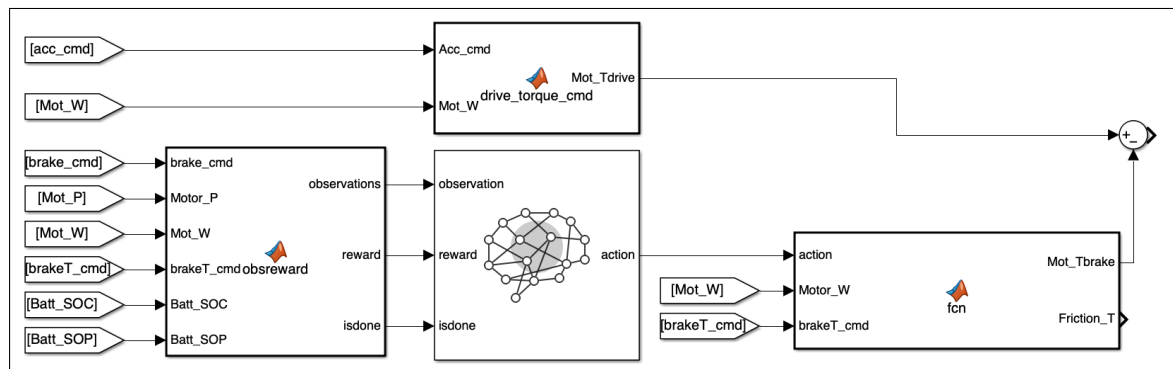 [acc_cmd]
Acc_cmd
Mot_Tdrive
drive_torque_cmd
[Mot_W]
Mot_W
[brake_cmd]
brake_cmd
[Mot_P]
Motor_P
[Mot_W]
Mot_W
[brakeT_cmd]
brakeT_cmd
[Batt_SOC]
Batt_SOC
[Batt_SOP]
Batt_SOP
obsreward
observations
reward
isdone
observation
reward
isdone
action
[Mot_W]
[brakeT_cmd]
action
Motor_W
brakeT_cmd
fcn
Mot_Tbrake
Friction_T
+
−